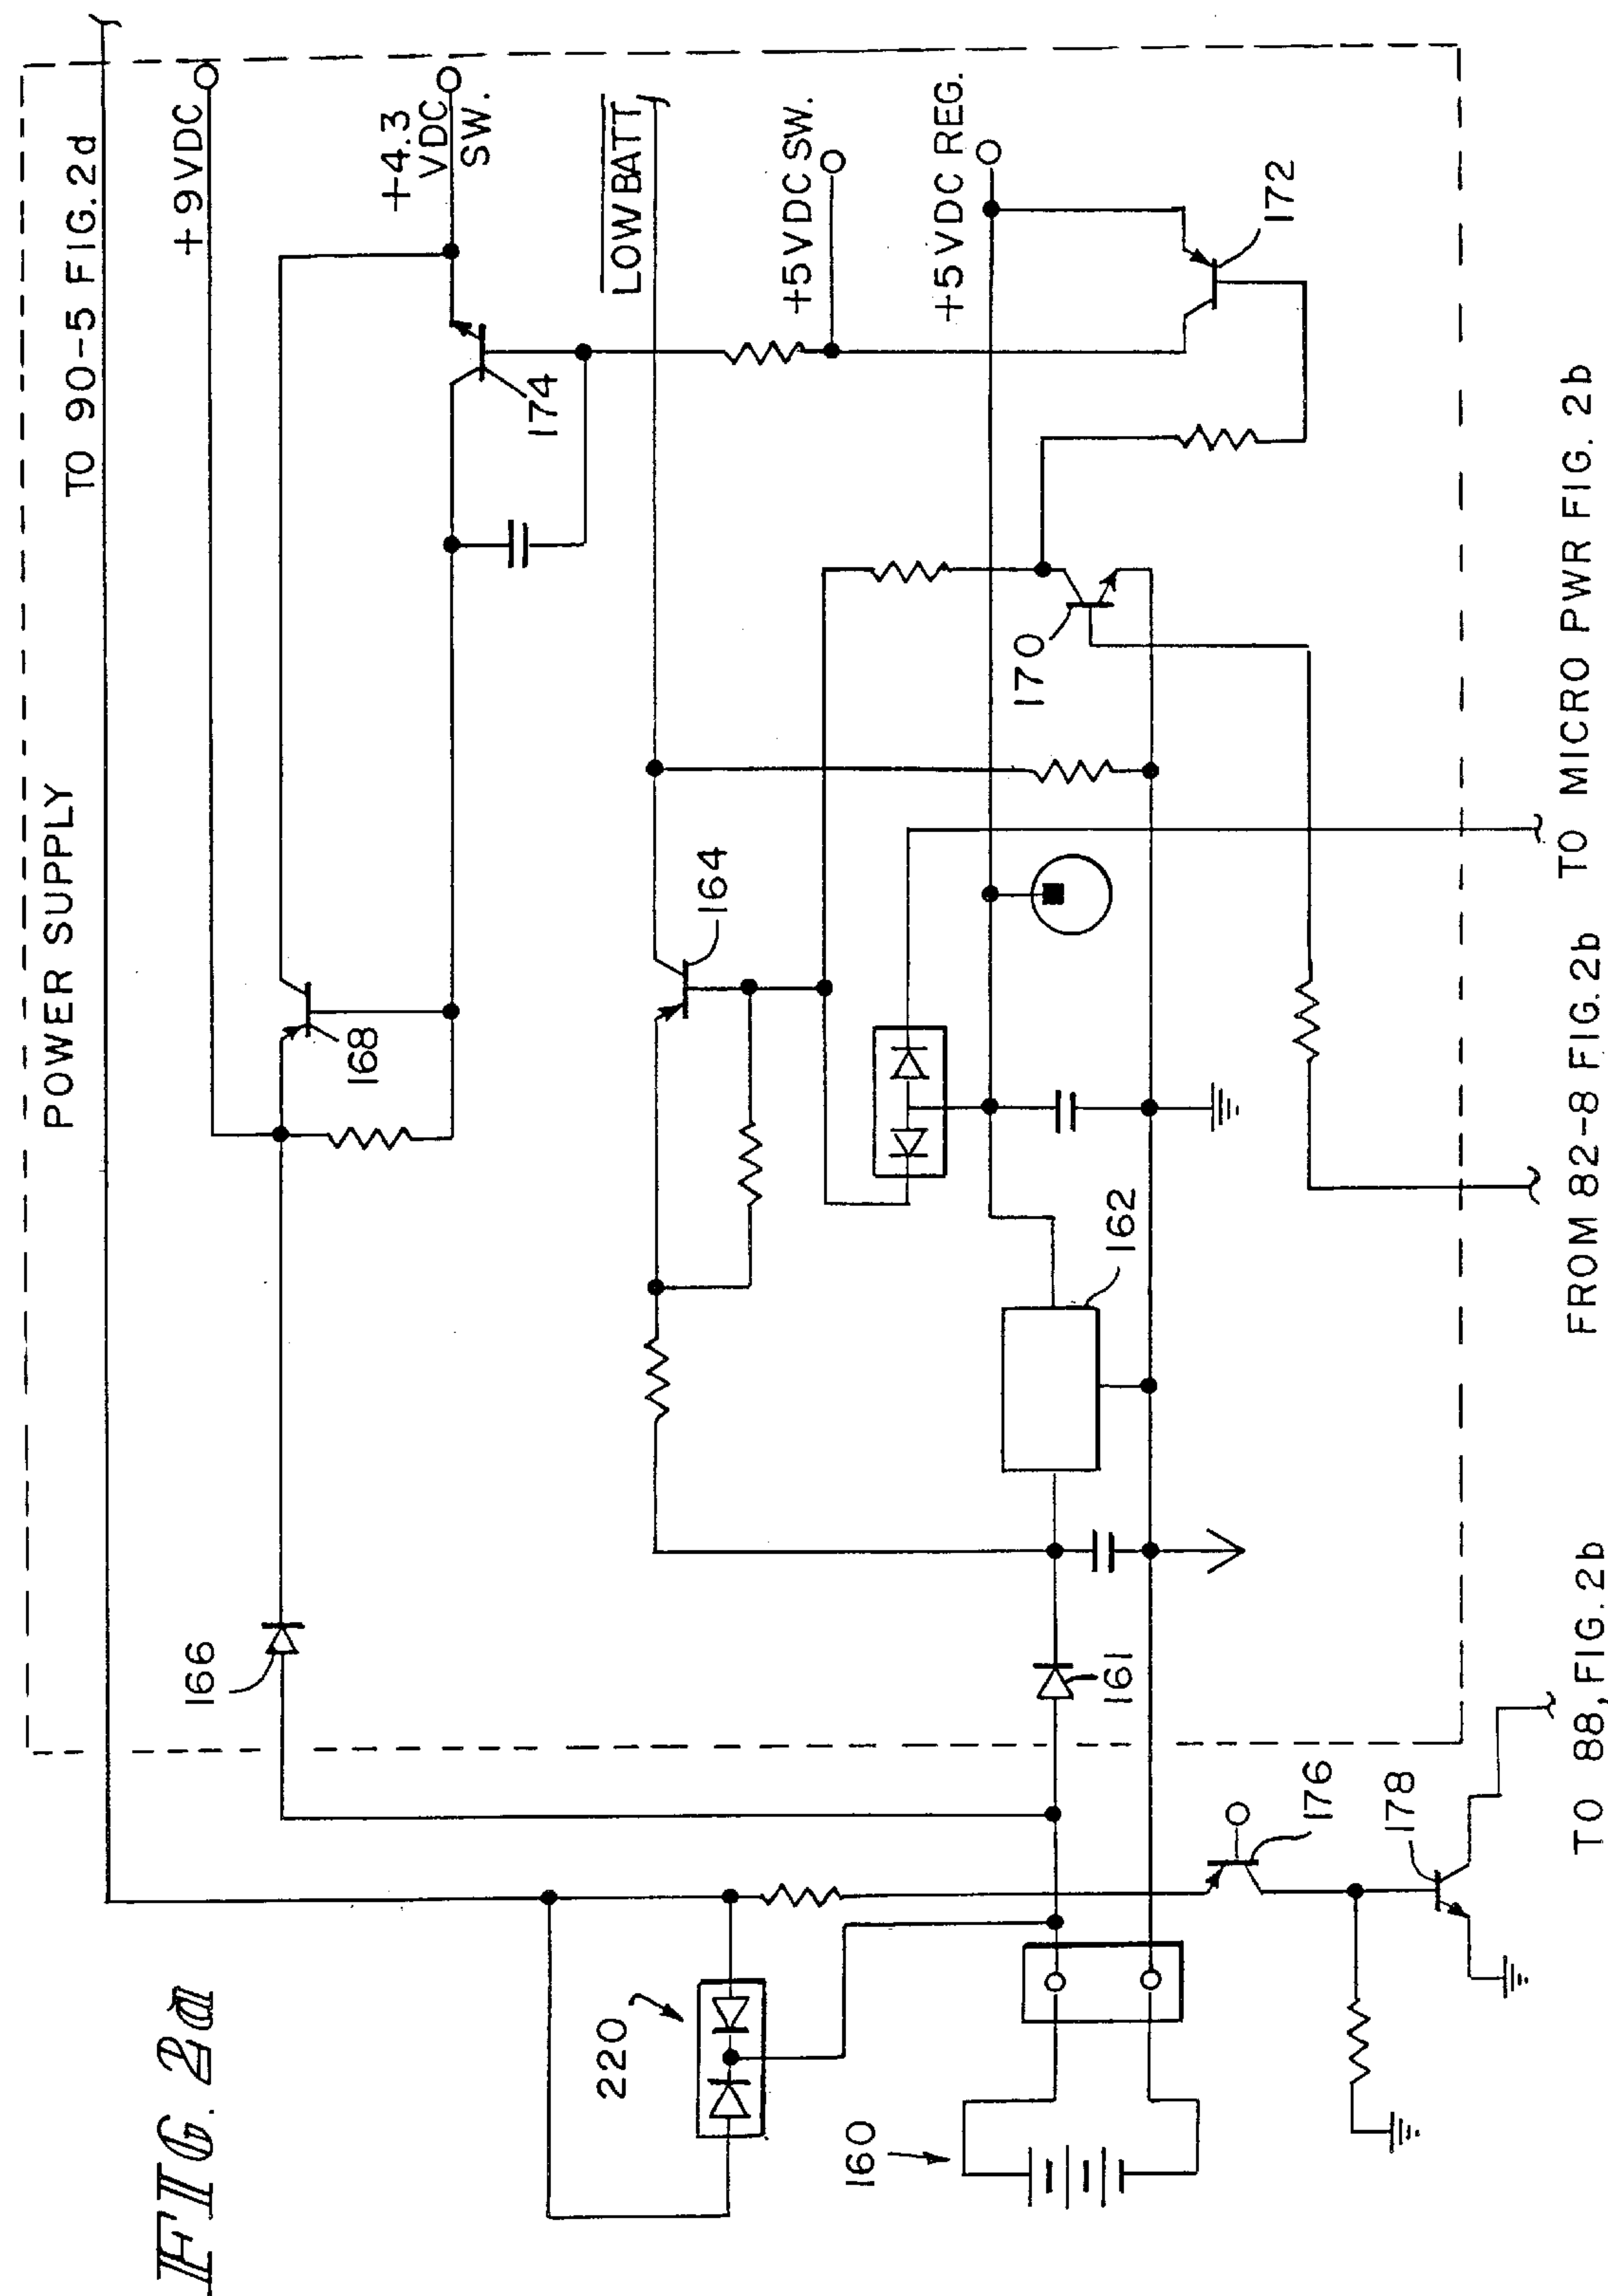 FIG. 2a
POWER SUPPLY
TO 90-5 FIG. 2d
+9VDC
+4.3
VDC
SW.
LOW BATT
+5VDC SW.
+5VDC REG.
166
168
174
164
170
172
162
161
220
160
176
178
TO 88, FIG. 2b
FROM 82-8 FIG. 2b
TO MICRO PWR FIG. 2b